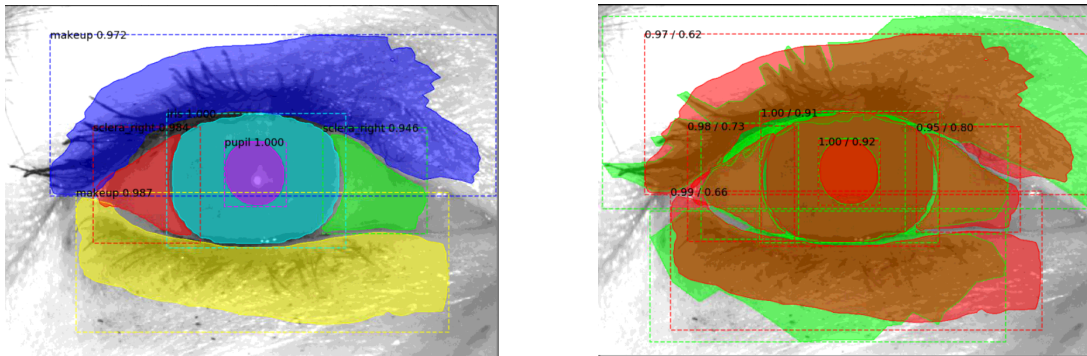 makeup 0.972
1.000
sclera_right 0.984
sclera_right 0.946
pupil 1.000
makeup 0.987
0.97 / 0.62
1.00 / 0.91
0.98 / 0.73
0.95 / 0.80
1.00 / 0.92
0.99 / 0.66